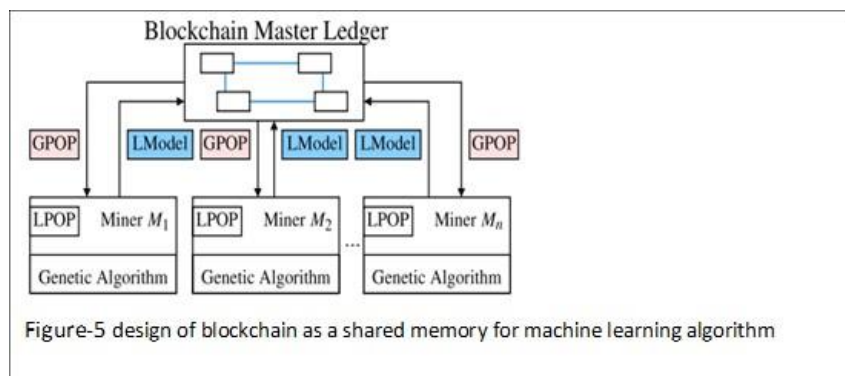 Blockchain Master Ledger
GPOP LModel GPOP LModel LModel GPOP
LPOP Miner M1 LPOP Miner M2 LPOP Miner Mn
...
Genetic Algorithm Genetic Algorithm Genetic Algorithm
Figure-5 design of blockchain as a shared memory for machine learning algorithm